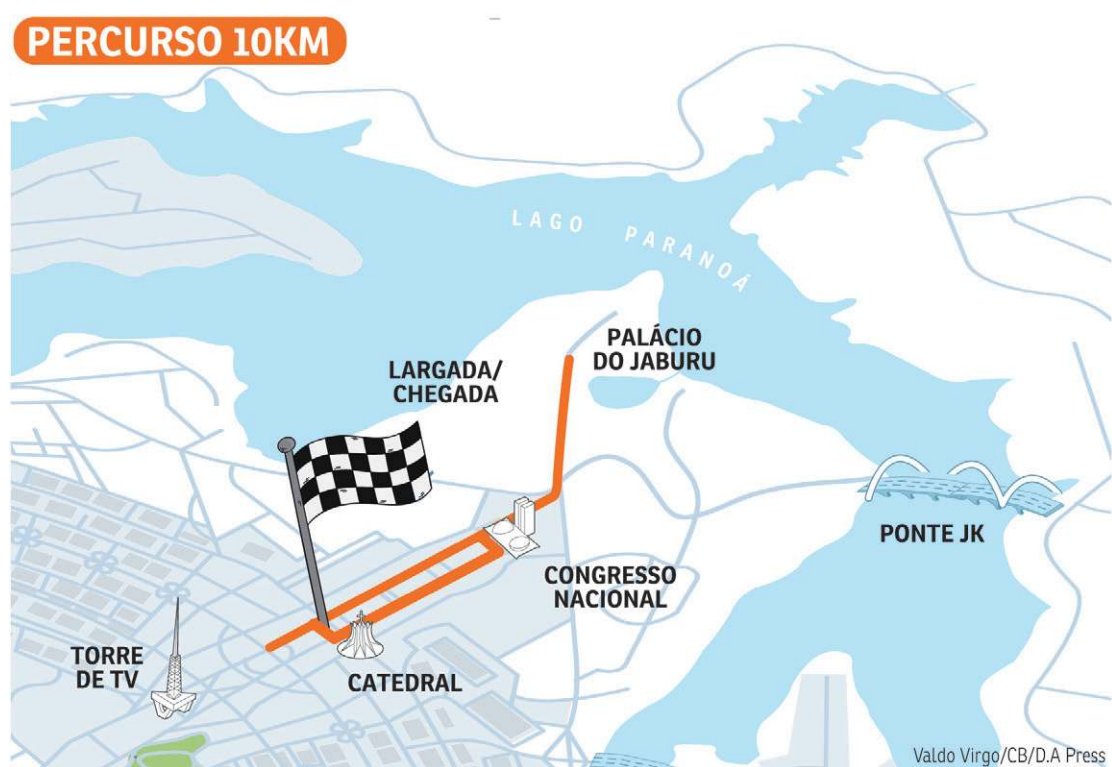 PERCURSO 10KM
LAGO PARANOÁ
PALÁCIO
DO JABURU
LARGADA/
CHEGADA
PONTE JK
CONGRESSO
NACIONAL
TORRE
DE TV
CATEDRAL
Valdo Virgo/CB/D.A Press